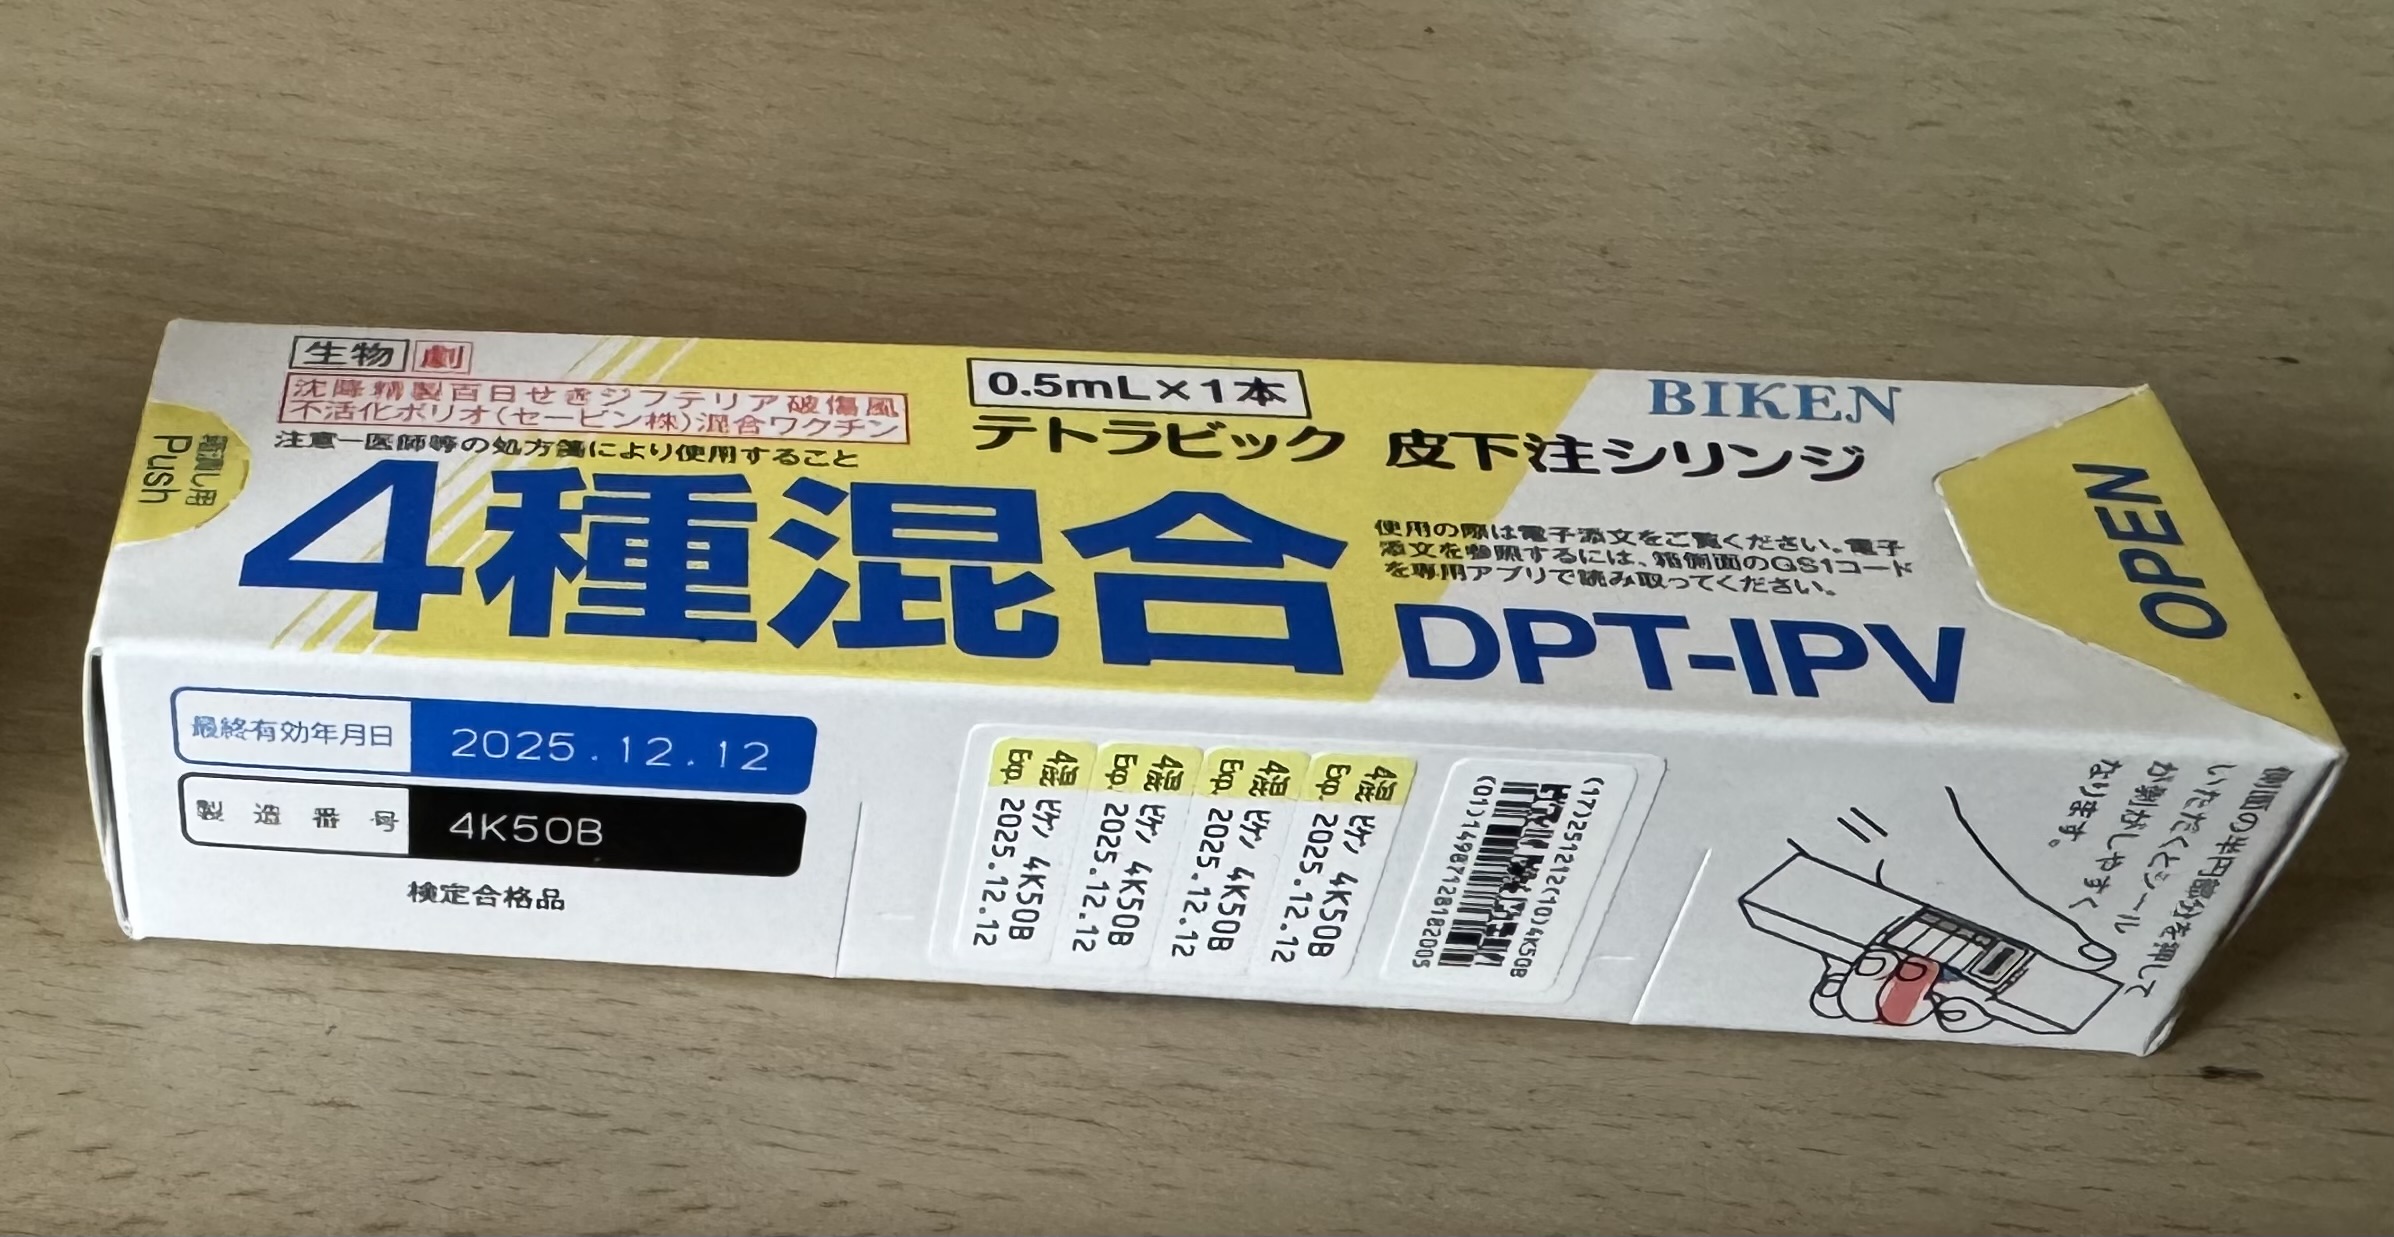 生物 劇
沈降精製百日せきジフテリア破傷風
不活化ポリオ(セービン株)混合ワクチン
注意－医師等の処方箋により使用すること
0.5mL×1本
テトラビック 皮下注シリンジ
BIKEN
4種混合
使用の際は電子添文をご覧ください。電子
添文を参照するには、箱側面のGS1コード
を専用アプリで読み取ってください。
DPT-IPV
OPEN
Push
最終有効年月日 2025.12.12
製造番号 4K50B
検定合格品
4混 ビケン 4K50B
Exp. 2025.12.12
4混 ビケン 4K50B
Exp. 2025.12.12
4混 ビケン 4K50B
Exp. 2025.12.12
4混 ビケン 4K50B
Exp. 2025.12.12
(17)251212(10)4K50B
(01)14987128182005
側面の半円部分を押して
いただくとシール
が剥がしやすく
なります。